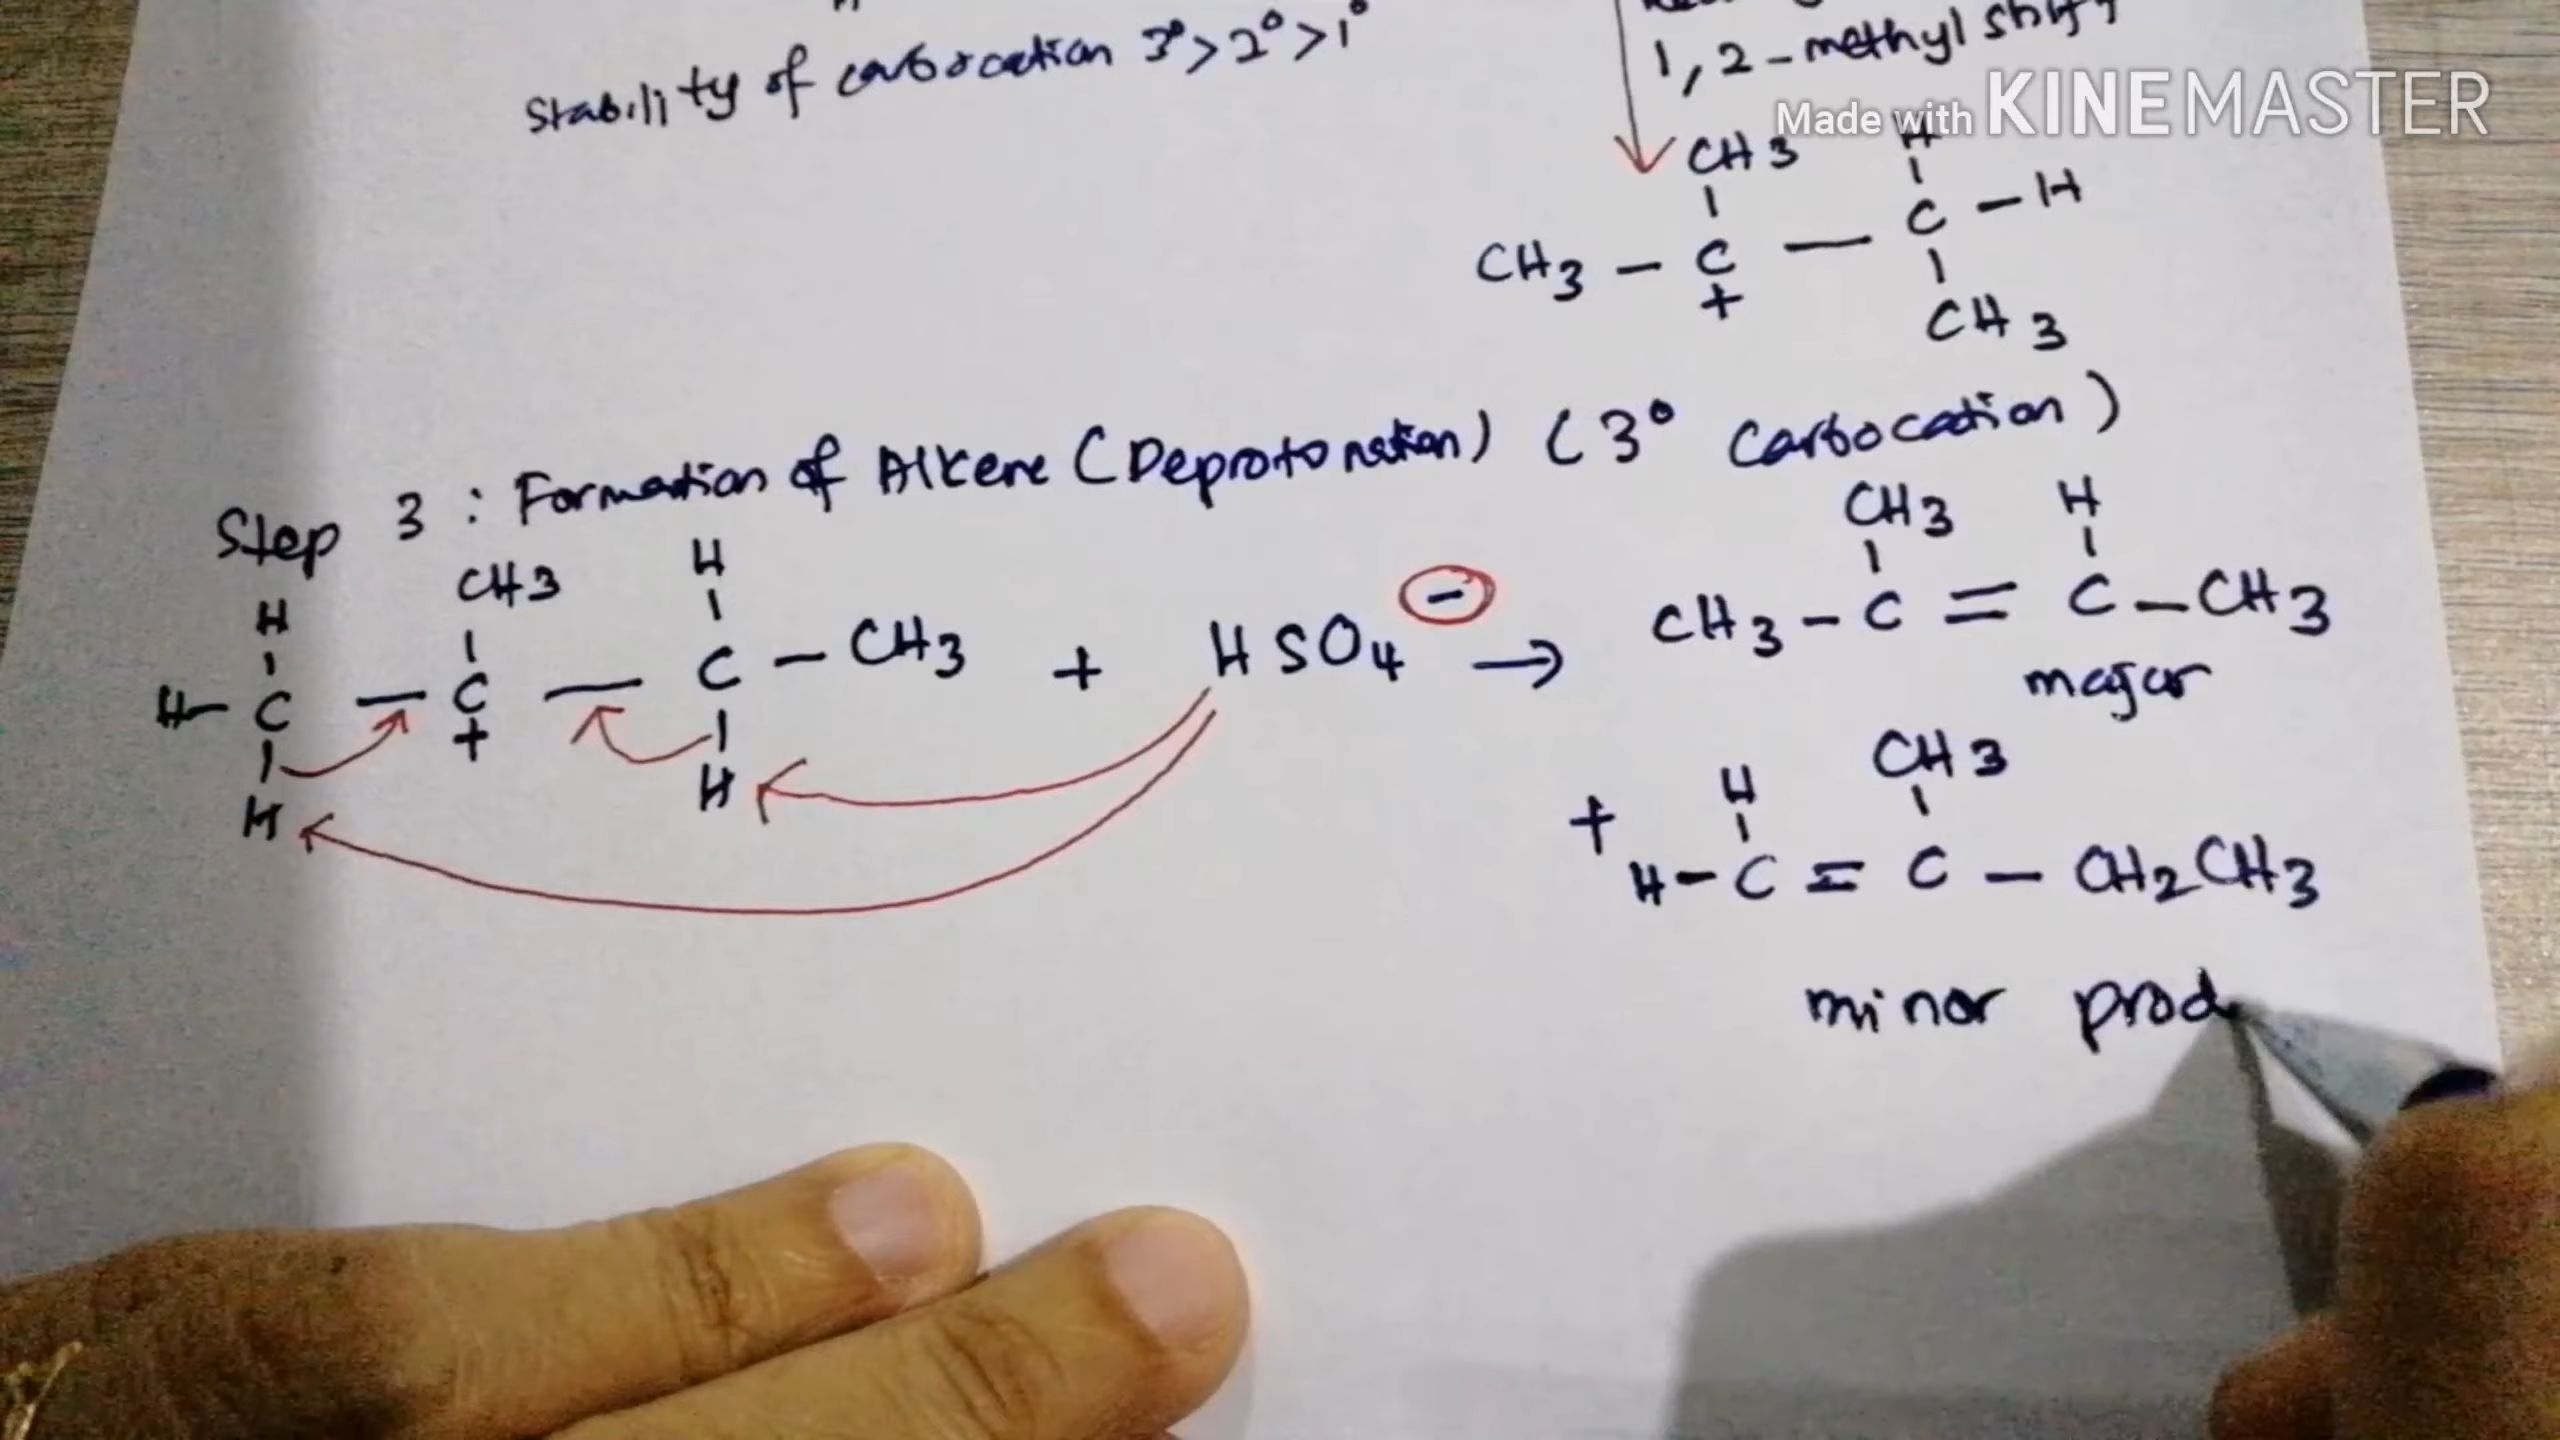 Stability of carbocation 3°>2°>1°
1,2-methyl shift
Made with KINEMASTER
CH3 H
CH3 - C — C - H
+ CH3
Step 3: Formation of Alkene (Deprotonation) (3° Carbocation)
H CH3 H
H- C — C — C - CH3 + HSO4 - →
H + H
CH3 H
CH3 - C = C - CH3
major
H CH3
+ H - C = C - CH2CH3
minor prod